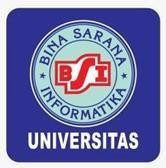 BINA SARANA
BSI
INFORMATIKA
UNIVERSITAS